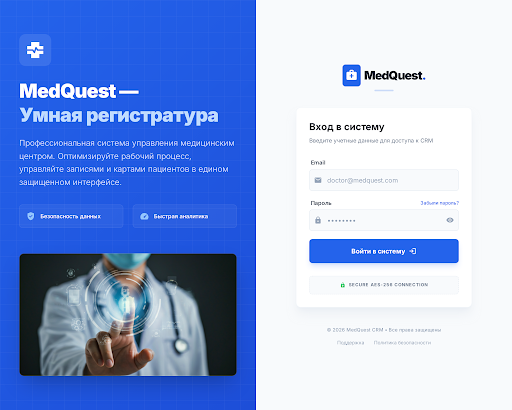 MedQuest —
Умная регистратура
Профессиональная система управления медицинским
центром. Оптимизируйте рабочий процесс,
управляйте записями и картами пациентов в едином
защищенном интерфейсе.
Безопасность данных
Быстрая аналитика
MedQuest.
Вход в систему
Введите учетные данные для доступа к CRM
Email
doctor@medquest.com
Пароль
Забыли пароль?
Войти в систему
SECURE AES-256 CONNECTION
© 2026 MedQuest CRM • Все права защищены
Поддержка
Политика безопасности